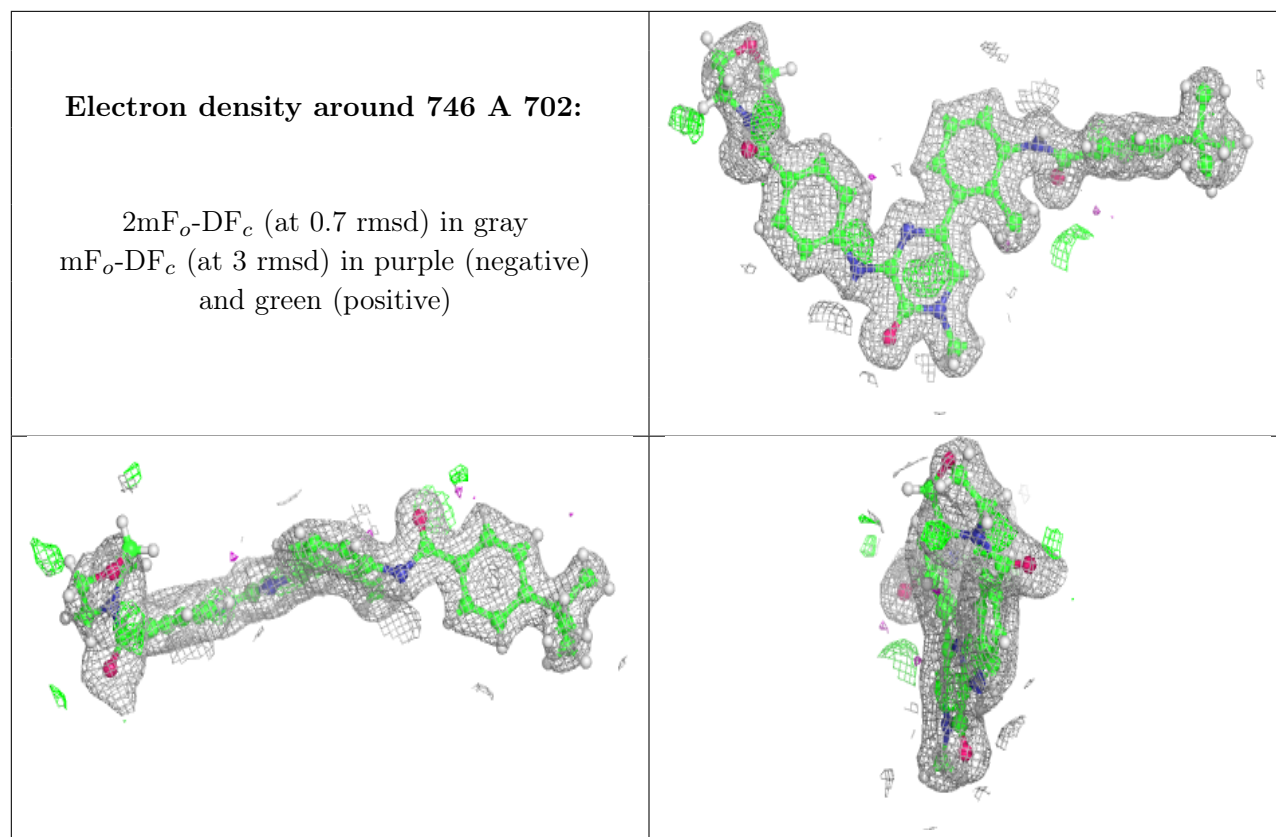 Electron density around 746 A 702:
2mFo-DFc (at 0.7 rmsd) in gray
mFo-DFc (at 3 rmsd) in purple (negative)
and green (positive)